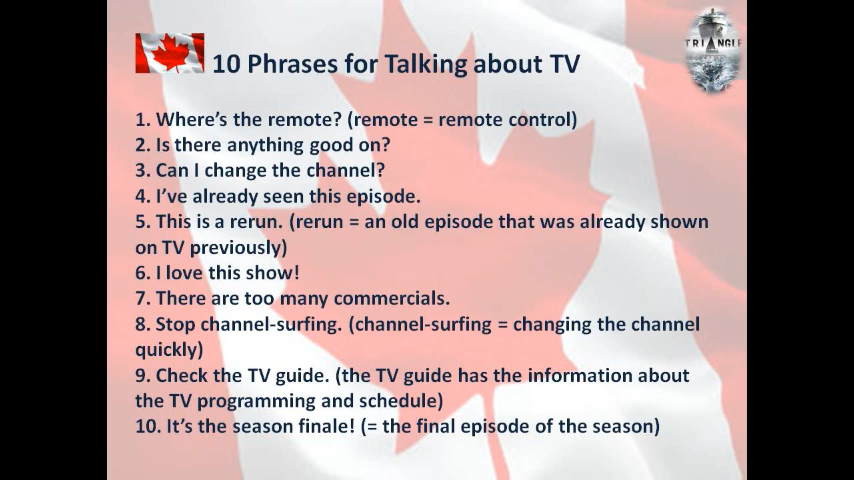 TRIANGLE
10 Phrases for Talking about TV
1. Where's the remote? (remote = remote control)
2. Is there anything good on?
3. Can I change the channel?
4. I've already seen this episode.
5. This is a rerun. (rerun = an old episode that was already shown
on TV previously)
6. I love this show!
7. There are too many commercials.
8. Stop channel-surfing. (channel-surfing = changing the channel
quickly)
9. Check the TV guide. (the TV guide has the information about
the TV programming and schedule)
10. It's the season finale! (= the final episode of the season)